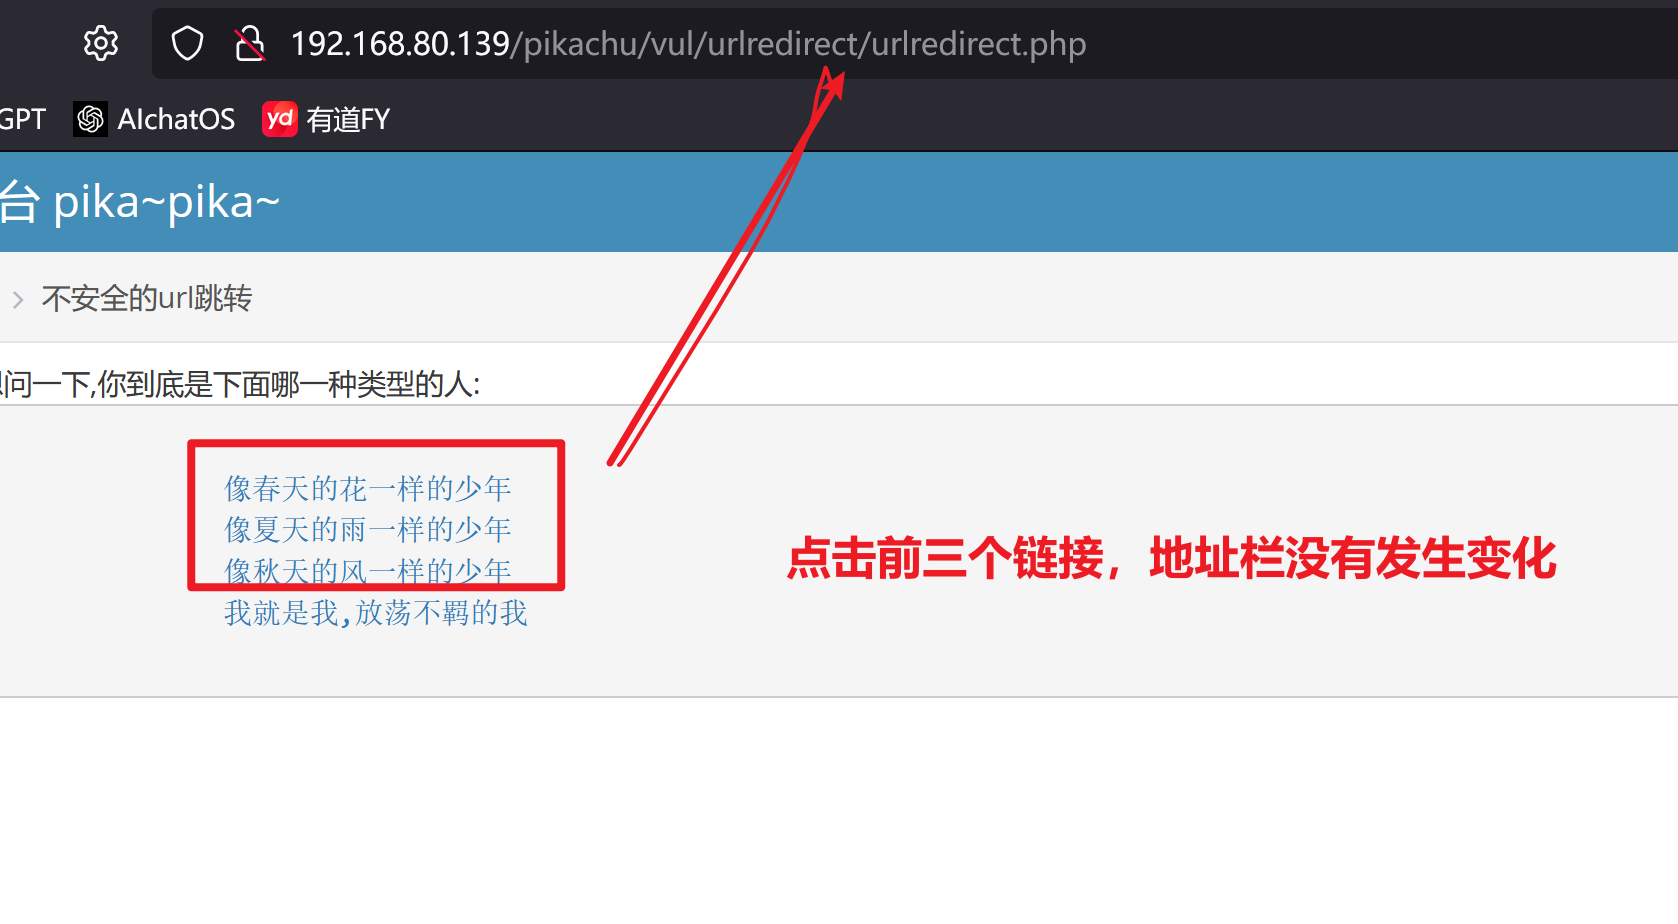 192.168.80.139/pikachu/vul/urlredirect/urlredirect.php
GPT AIchatOS yd 有道FY
台 pika~pika~
> 不安全的url跳转
问一下,你到底是下面哪一种类型的人:
像春天的花一样的少年
像夏天的雨一样的少年
像秋天的风一样的少年
我就是我,放荡不羁的我
点击前三个链接，地址栏没有发生变化